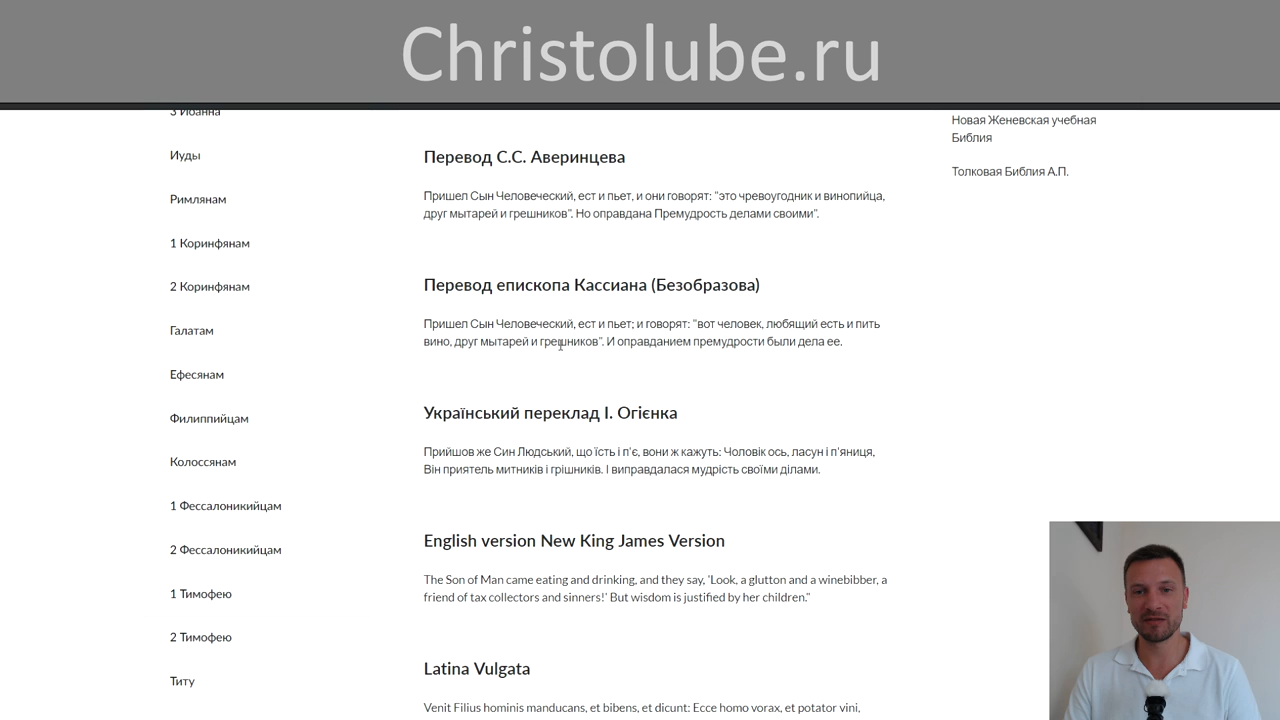 Christolube.ru
3 Иоанна
Иуды
Римлянам
1 Коринфянам
2 Коринфянам
Галатам
Ефесянам
Филиппийцам
Колоссянам
1 Фессалоникийцам
2 Фессалоникийцам
1 Тимофею
2 Тимофею
Титу
Перевод С.С. Аверинцева
Пришел Сын Человеческий, ест и пьет, и они говорят: "это чревоугодник и винопийца,
друг мытарей и грешников". Но оправдана Премудрость делами своими".
Перевод епископа Кассиана (Безобразова)
Пришел Сын Человеческий, ест и пьет; и говорят: "вот человек, любящий есть и пить
вино, друг мытарей и грешников". И оправданием премудрости были дела ее.
Український переклад І. Огієнка
Прийшов же Син Людський, що їсть і п'є, вони ж кажуть: Чоловік ось, ласун і п'яниця,
Він приятель митників і грішників. І виправдалася мудрість своїми ділами.
English version New King James Version
The Son of Man came eating and drinking, and they say, 'Look, a glutton and a winebibber, a
friend of tax collectors and sinners!' But wisdom is justified by her children."
Latina Vulgata
Venit Filius hominis manducans, et bibens, et dicunt: Ecce homo vorax, et potator vini,
Новая Женевская учебная
Библия
Толковая Библия А.П.